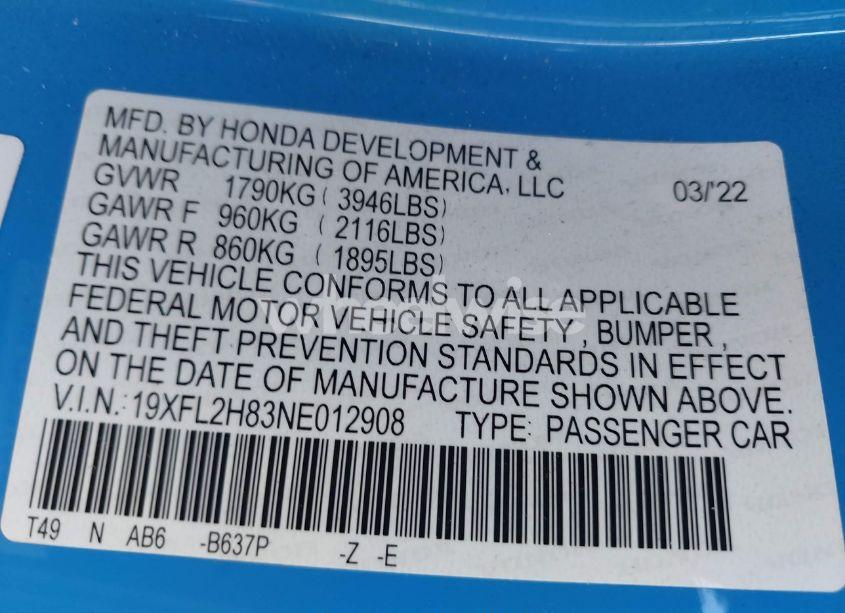 MFD. BY HONDA DEVELOPMENT &
MANUFACTURING OF AMERICA, LLC 03/'22
GVWR 1790KG ( 3946LBS)
GAWR F 960KG ( 2116LBS)
GAWR R 860KG ( 1895LBS)
THIS VEHICLE CONFORMS TO ALL APPLICABLE
FEDERAL MOTOR VEHICLE SAFETY , BUMPER ,
AND THEFT PREVENTION STANDARDS IN EFFECT
ON THE DATE OF MANUFACTURE SHOWN ABOVE.
V.I.N.: 19XFL2H83NE012908 TYPE: PASSENGER CAR
T49 N AB6 -B637P -Z -E